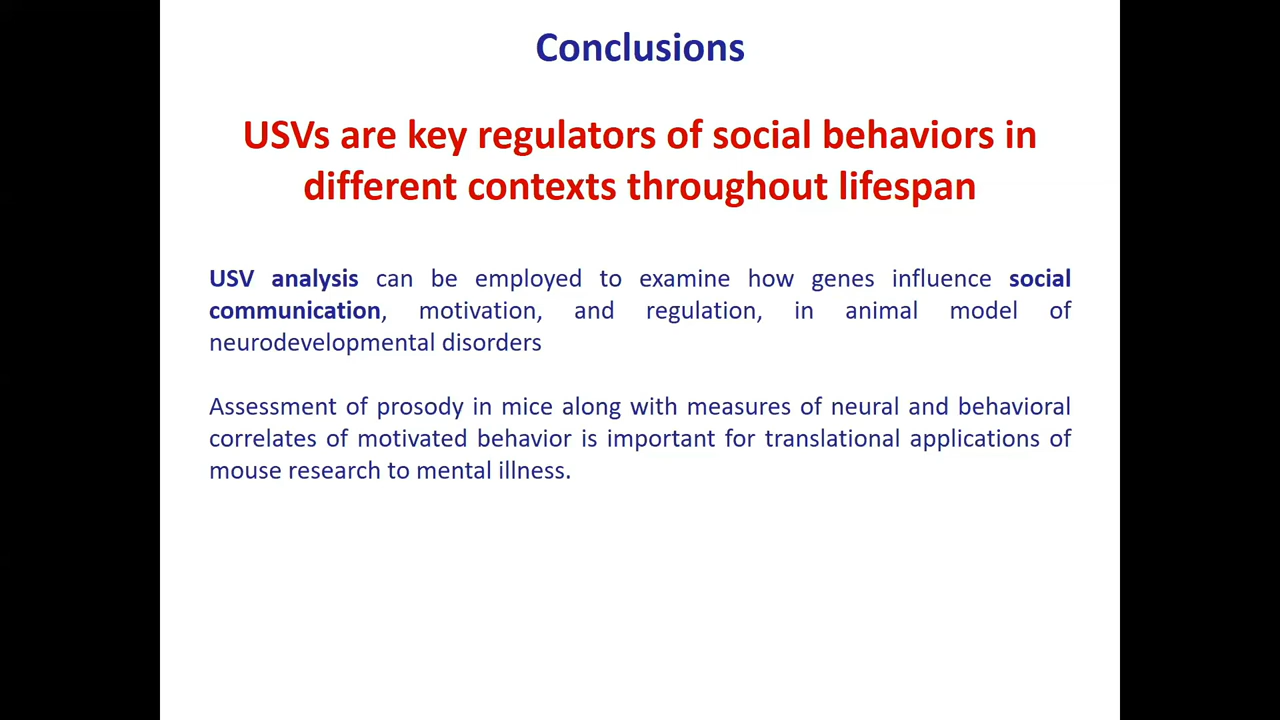 Conclusions
USVs are key regulators of social behaviors in
different contexts throughout lifespan
USV analysis can be employed to examine how genes influence social
communication, motivation, and regulation, in animal model of
neurodevelopmental disorders
Assessment of prosody in mice along with measures of neural and behavioral
correlates of motivated behavior is important for translational applications of
mouse research to mental illness.